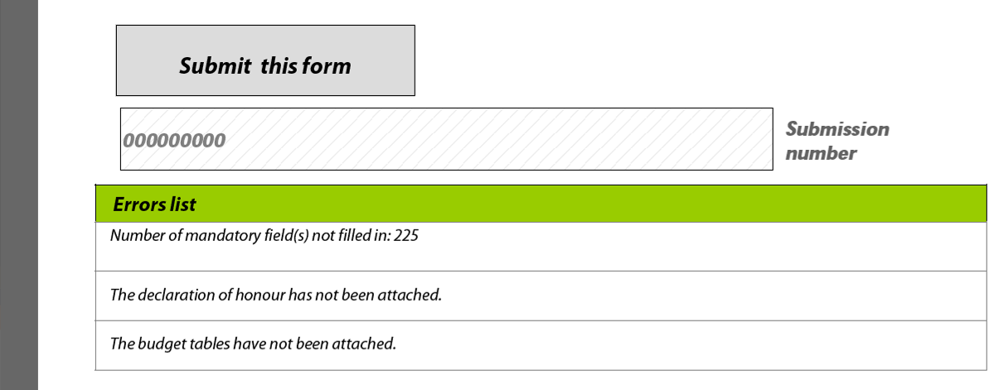 Submit this form
000000000
Submission
number
Errors list
Number of mandatory field(s) not filled in: 225
The declaration of honour has not been attached.
The budget tables have not been attached.